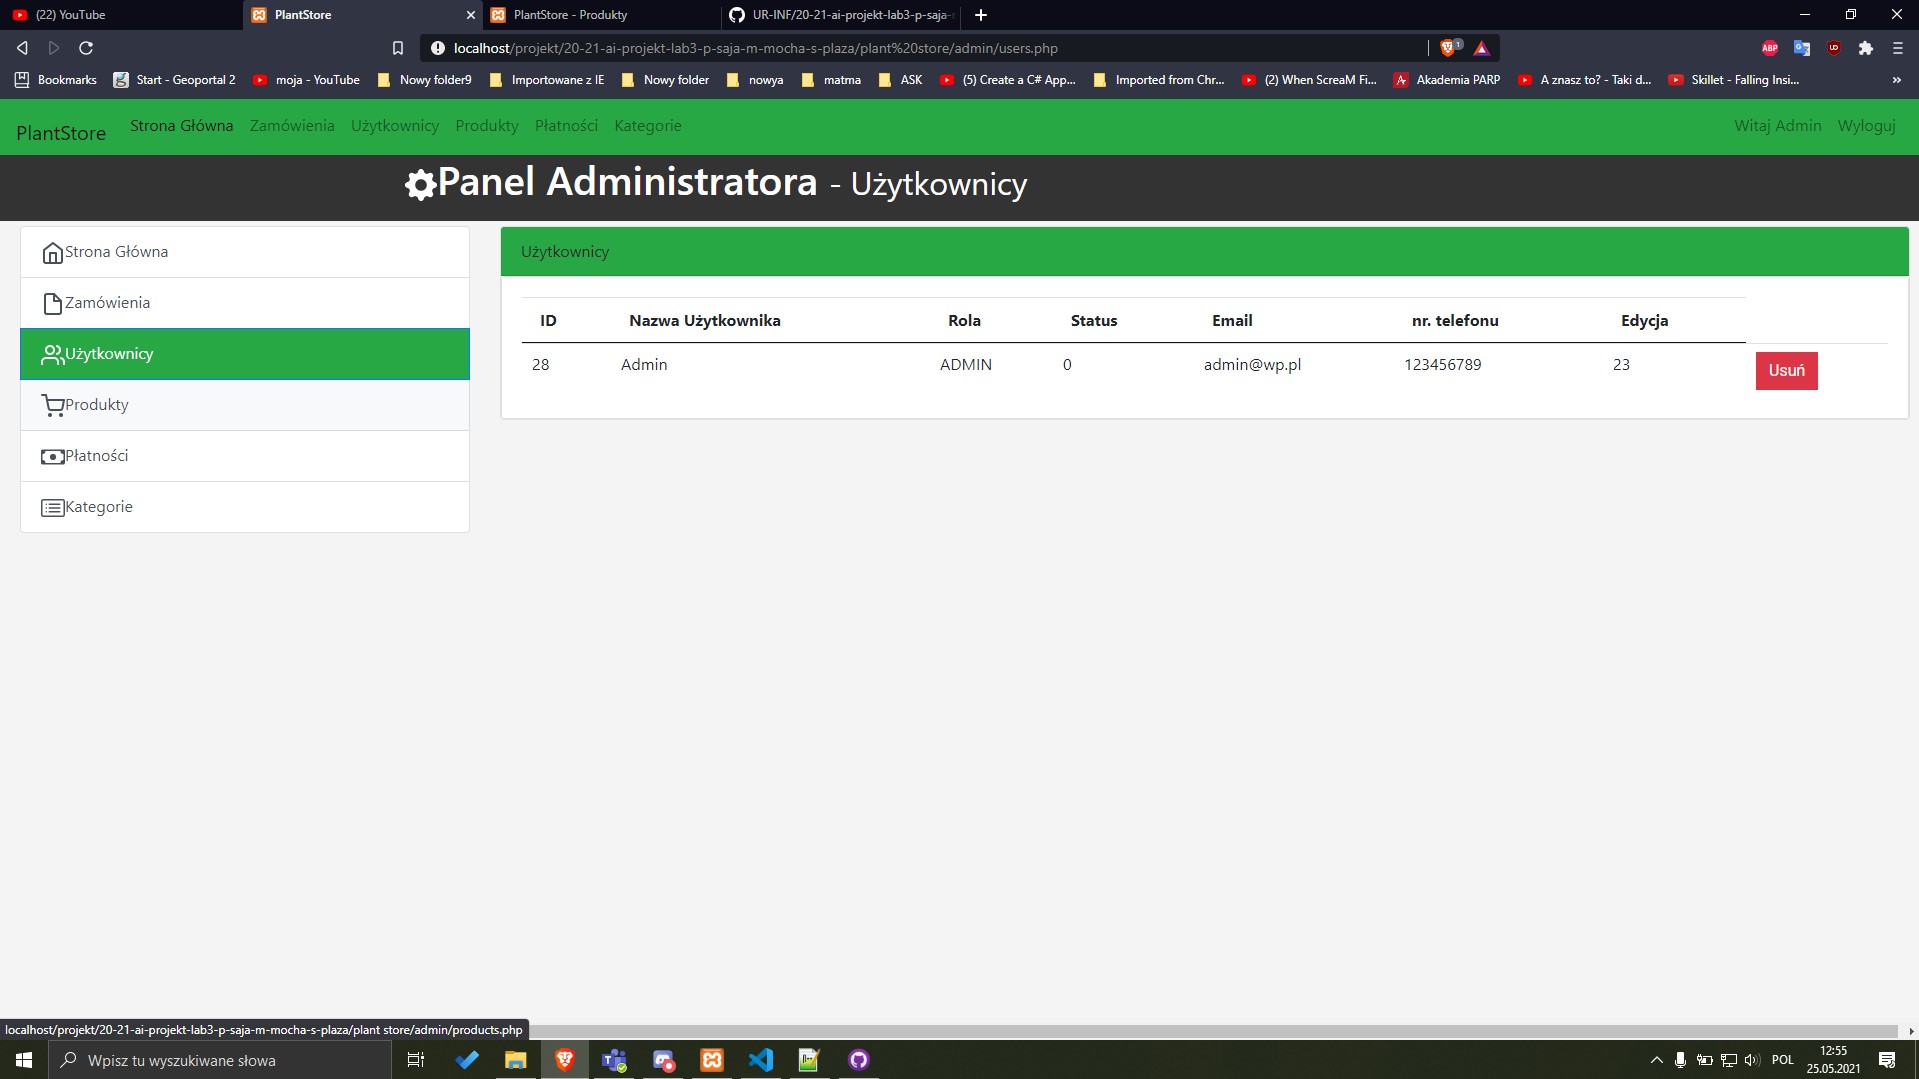 (22) YouTube
PlantStore
PlantStore - Produkty
UR-INF/20-21-ai-projekt-lab3-p-saja-
localhost/projekt/20-21-ai-projekt-lab3-p-saja-m-mocha-s-plaza/plant%20store/admin/users.php
1
ABP
Bookmarks
Start - Geoportal 2
moja - YouTube
Nowy folder9
Importowane z IE
Nowy folder
nowya
matma
ASK
(5) Create a C# App...
Imported from Chr...
(2) When ScreaM Fi...
Akademia PARP
A znasz to? - Taki d...
Skillet - Falling Insi...
»
PlantStore
Strona Główna
Zamówienia
Użytkownicy
Produkty
Płatności
Kategorie
Witaj Admin
Wyloguj
Panel Administratora - Użytkownicy
Strona Główna
Zamówienia
Użytkownicy
Produkty
Płatności
Kategorie
Użytkownicy
ID Nazwa Użytkownika Rola Status Email nr. telefonu Edycja
28 Admin ADMIN 0 admin@wp.pl 123456789 23 Usuń
localhost/projekt/20-21-ai-projekt-lab3-p-saja-m-mocha-s-plaza/plant store/admin/products.php
Wpisz tu wyszukiwane słowa
POL
12:55
25.05.2021